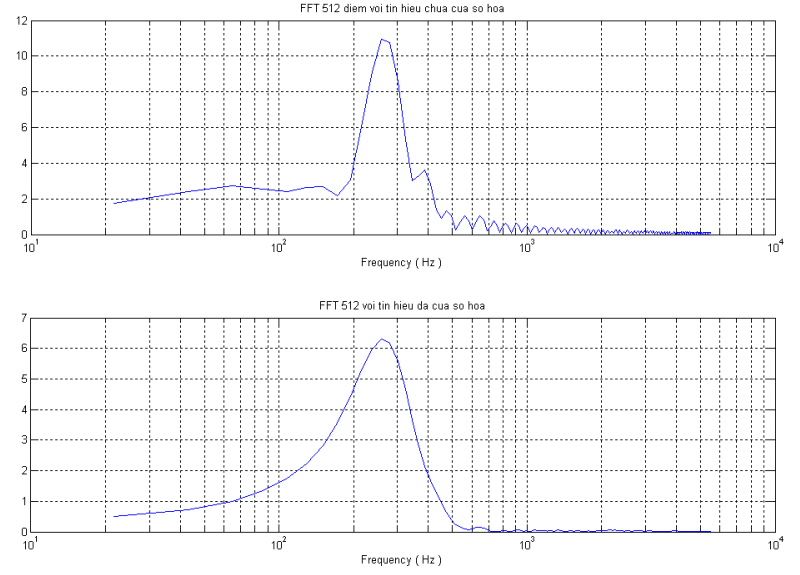 FFT 512 diem voi tin hieu chua cua so hoa
12
10
8
6
4
2
0
10^1 10^2 10^3 10^4
Frequency ( Hz )
FFT 512 voi tin hieu da cua so hoa
7
6
5
4
3
2
1
0
10^1 10^2 10^3 10^4
Frequency ( Hz )